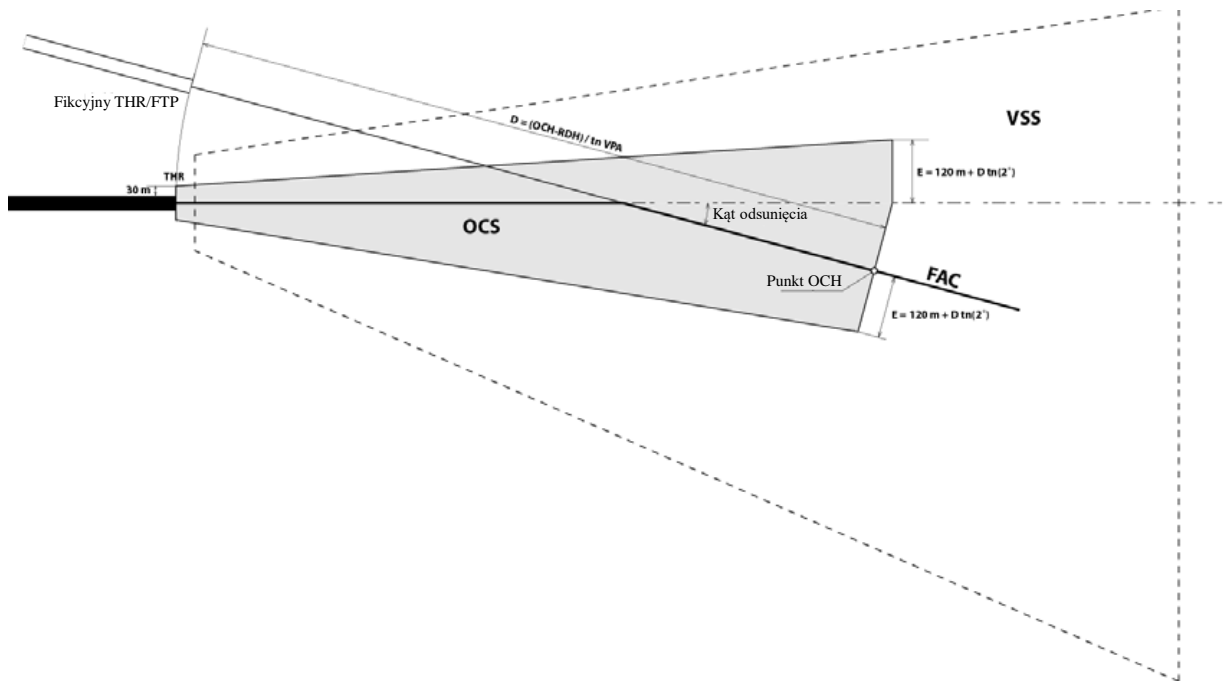 Fikcyjny THR/FTP
D = (OCH-RDH) / tn VPA
VSS
THR
30 m
E = 120 m + D tn(2°)
Kąt odsunięcia
OCS
Punkt OCH
FAC
E = 120 m + D tn(2°)